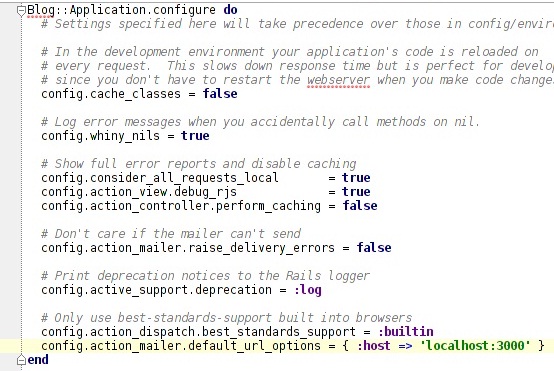 Blog::Application.configure do
# Settings specified here will take precedence over those in
# In the development environment your application's code is reloaded on
# every request. This slows down response time but is perfect for
# since you don't have to restart the webserver when you make code
config.cache_classes = false
# Log error messages when you accidentally call methods on nil.
config.whiny_nils = true
# Show full error reports and disable caching
config.consider_all_requests_local = true
config.action_view.debug_rjs = true
config.action_controller.perform_caching = false
# Don't care if the mailer can't send
config.action_mailer.raise_delivery_errors = false
# Print deprecation notices to the Rails logger
config.active_support.deprecation = :log
# Only use best-standards-support built into browsers
config.action_dispatch.best_standards_support = :builtin
config.action_mailer.default_url_options = { :host => 'localhost:3000' }
end